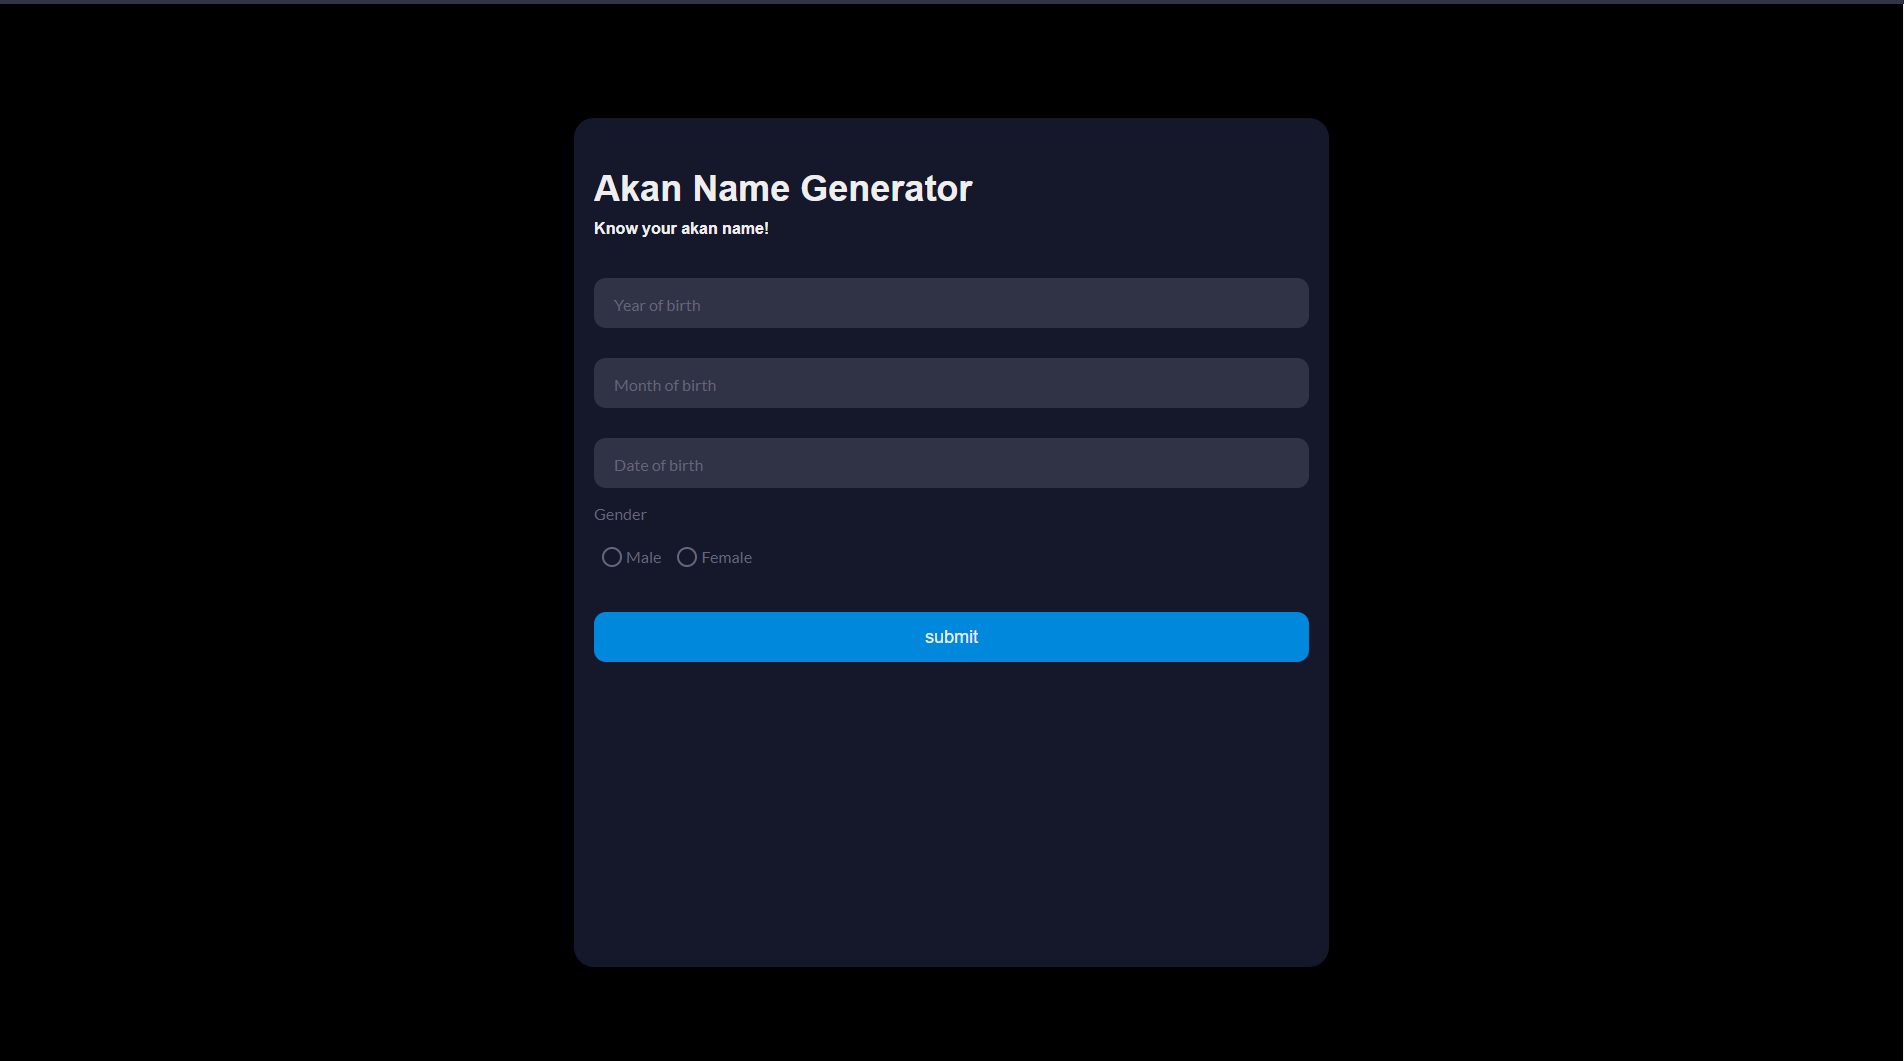 Akan Name Generator
Know your akan name!
Year of birth
Month of birth
Date of birth
Gender
Male Female
submit